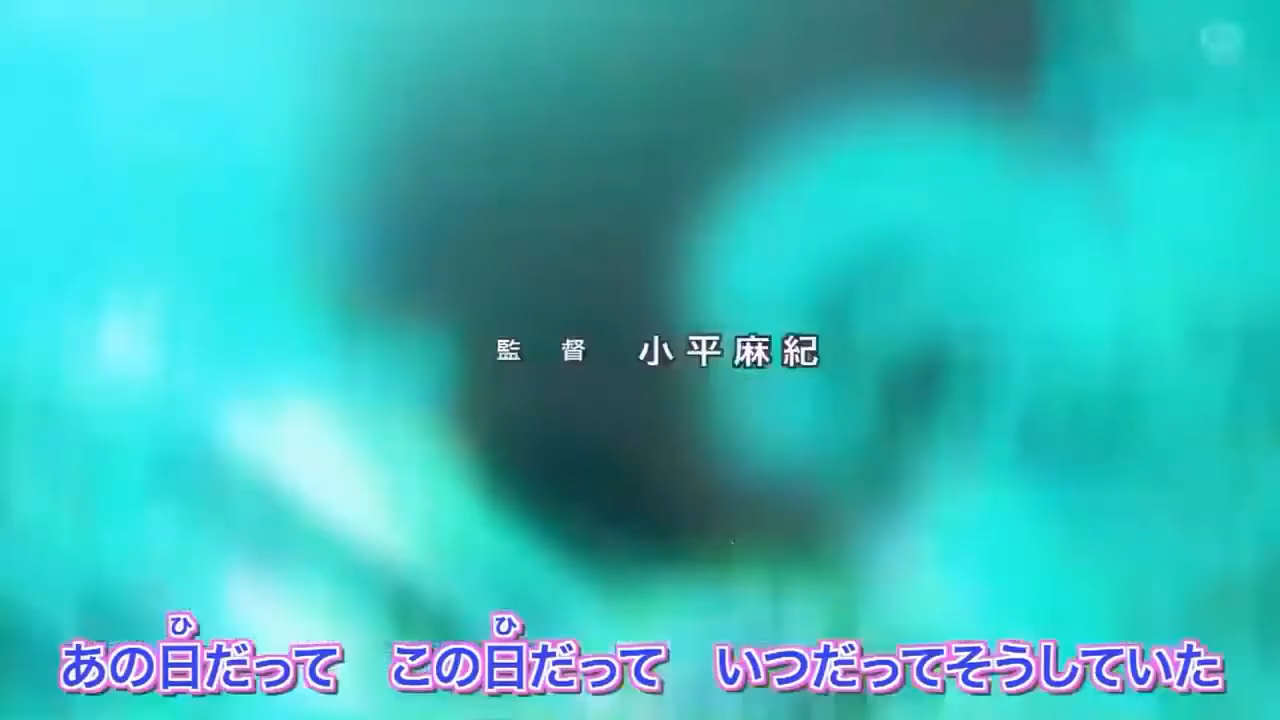 監督 小平麻紀
ひ ひ
あの日だって この日だって いつだってそうしていた